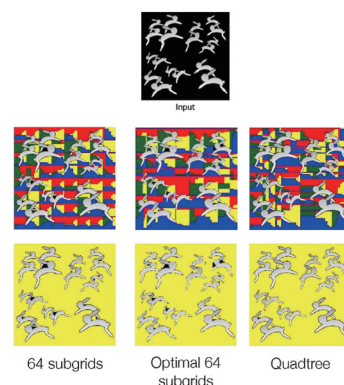 Input
64 subgrids
Optimal 64
subgrids
Quadtree